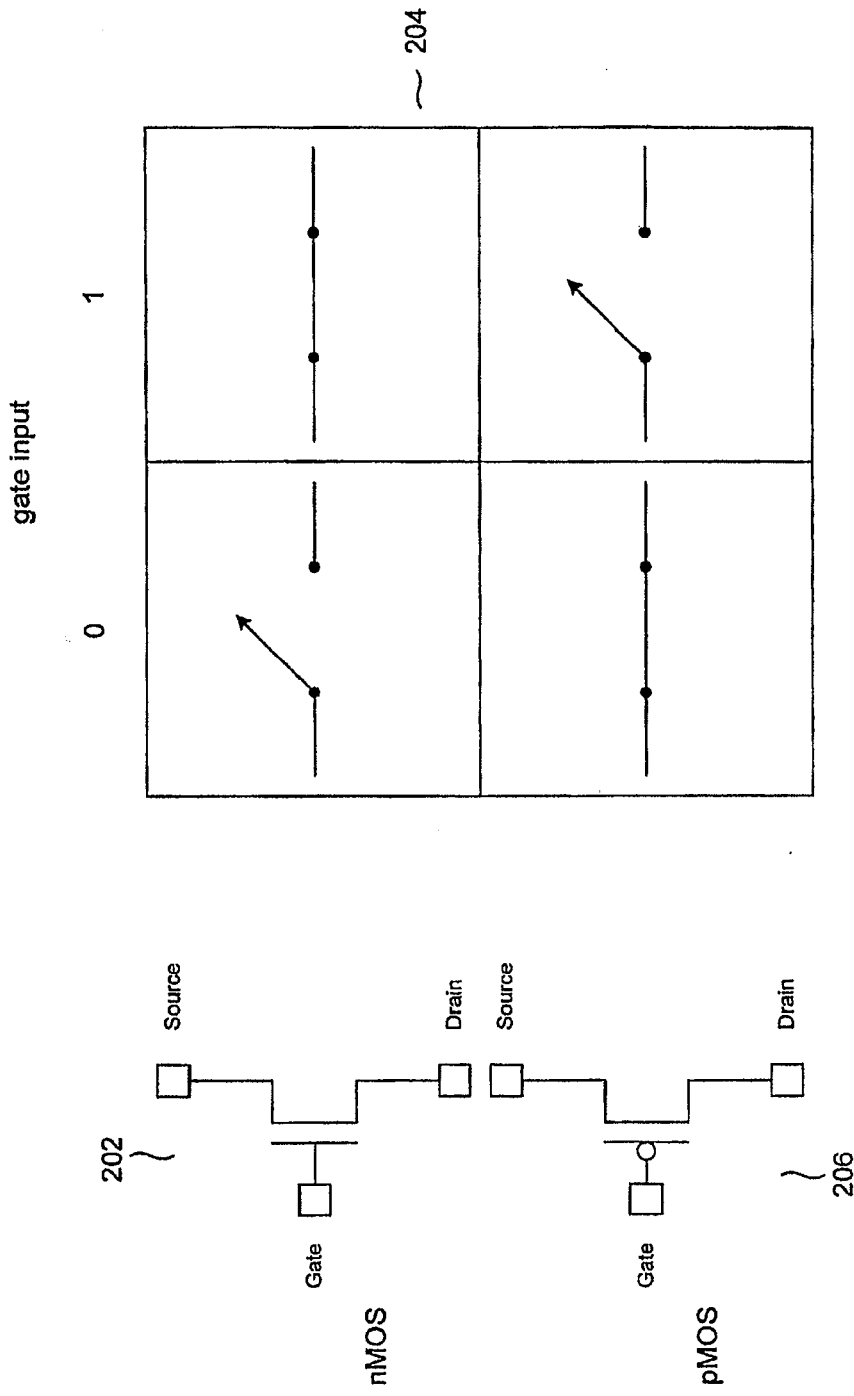 gate input
0
1
204
202
Source
Gate
Drain
nMOS
Source
Gate
Drain
206
pMOS